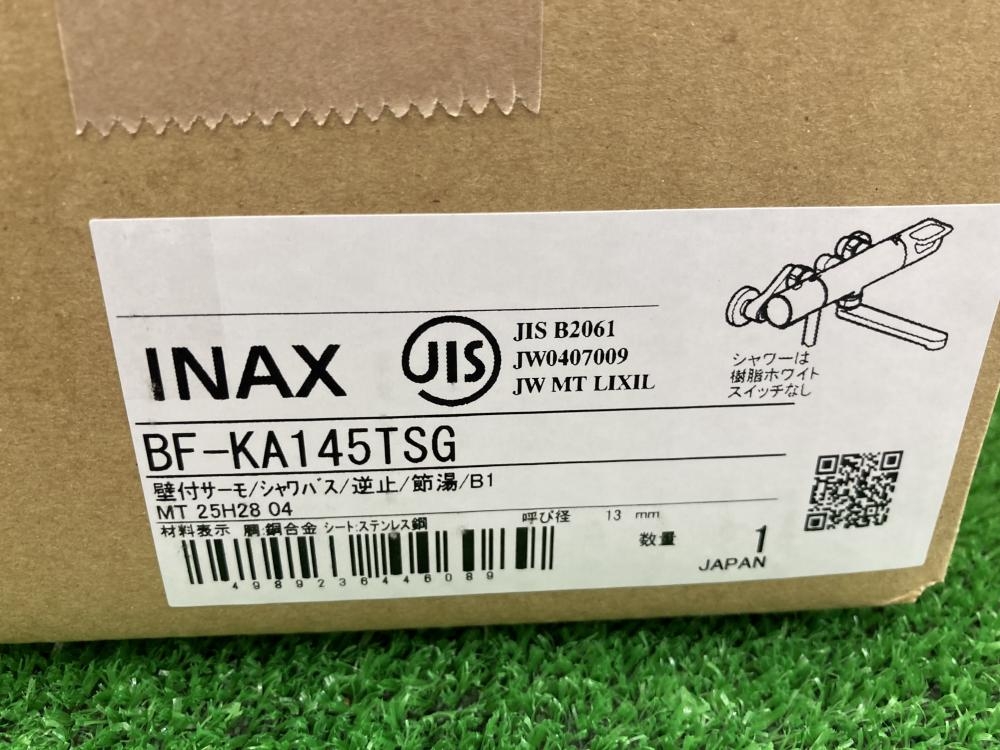 INAX
JIS
JIS B2061
JW0407009
JW MT LIXIL
シャワーは
樹脂ホワイト
スイッチなし
BF-KA145TSG
壁付サーモ/シャワバス/逆止/節湯/B1
MT 25H28 04
材料表示 胴:銅合金 シート:ステンレス鋼
呼び径 13 mm
数量 1
JAPAN
4989236446089